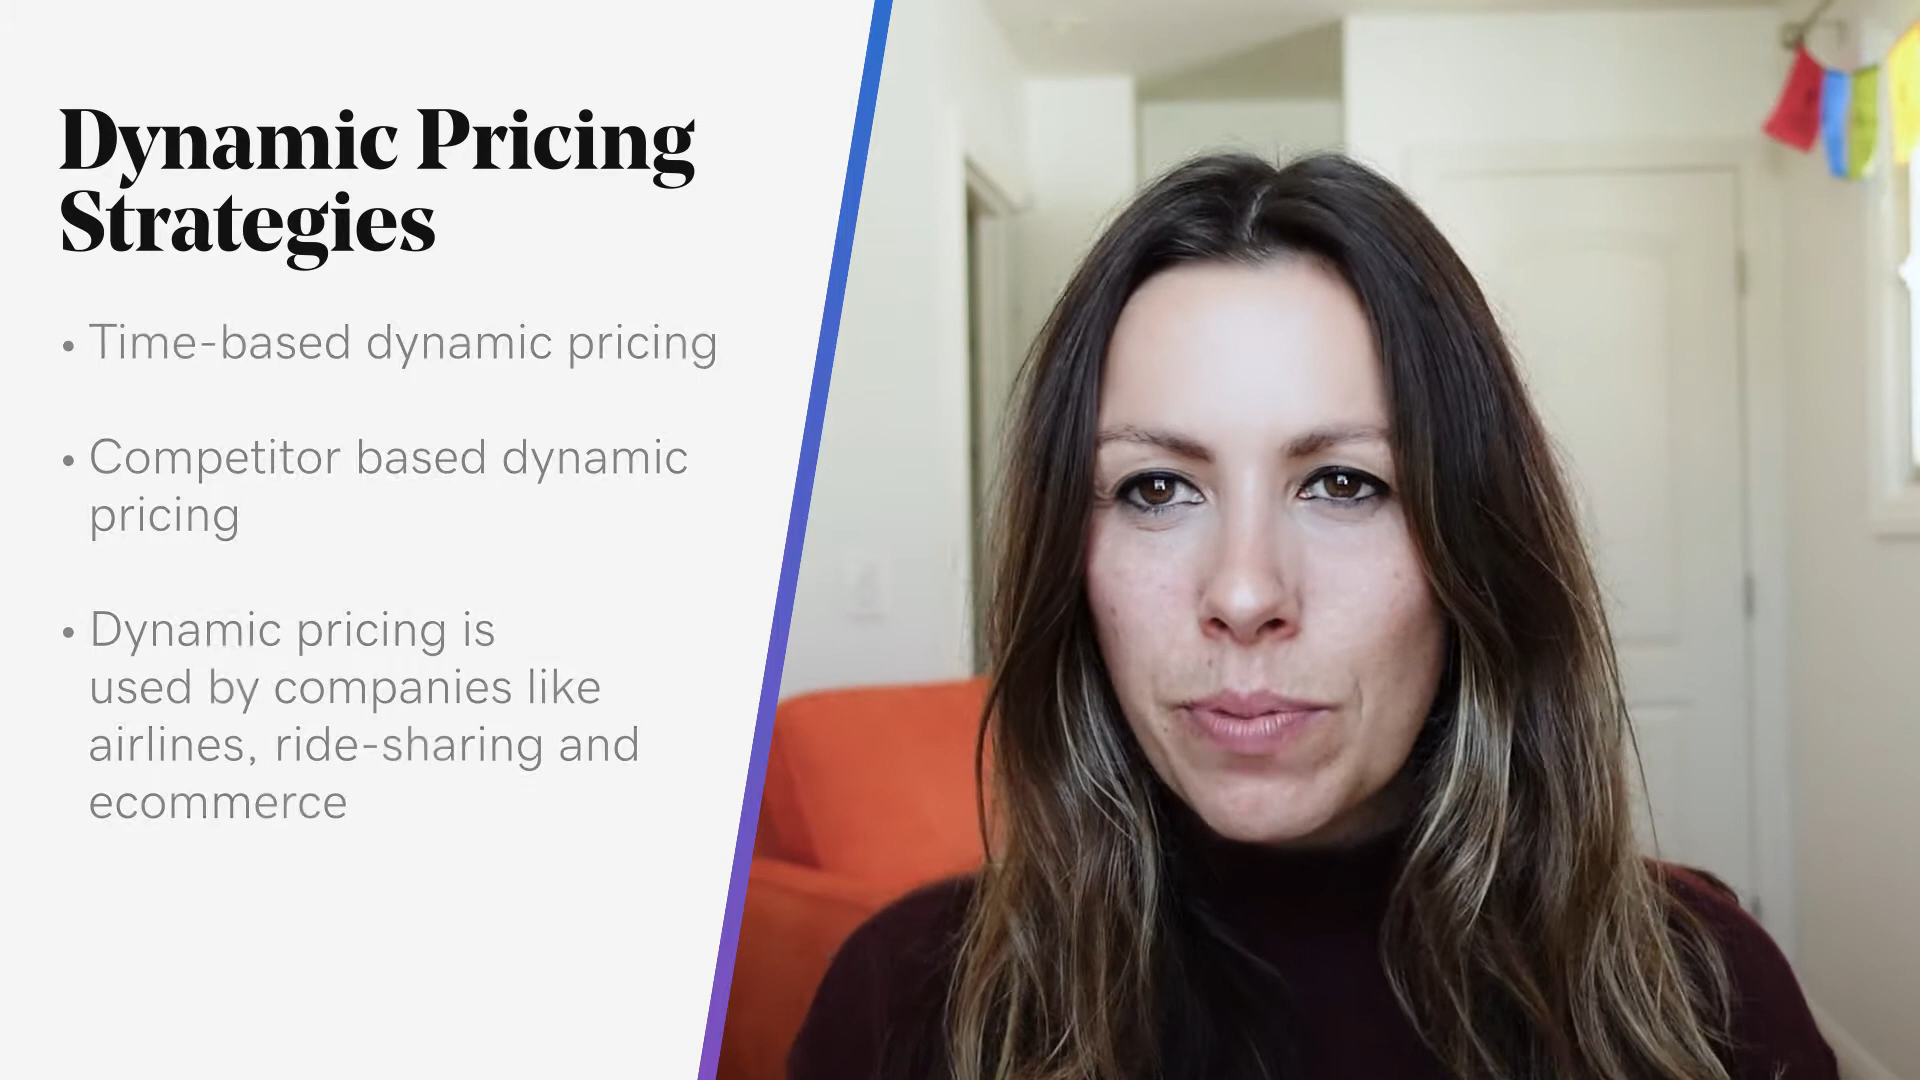 Dynamic Pricing
Strategies
• Time-based dynamic pricing
• Competitor based dynamic
pricing
• Dynamic pricing is
used by companies like
airlines, ride-sharing and
ecommerce